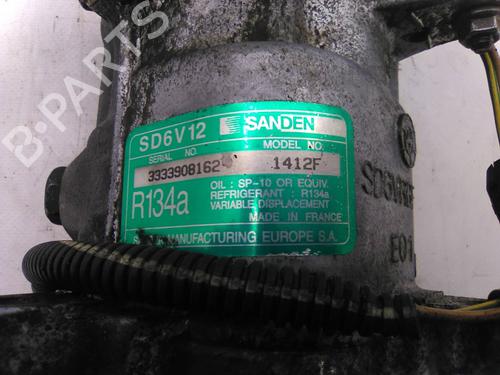 B-PARTS
SD6V12 SANDEN
SERIAL NO. MODEL NO.
3333908162 1412F
R134a
OIL : SP-10 OR EQUIV.
REFRIGERANT : R134a
VARIABLE DISPLACEMENT
MADE IN FRANCE
MANUFACTURING EUROPE S.A.
E01